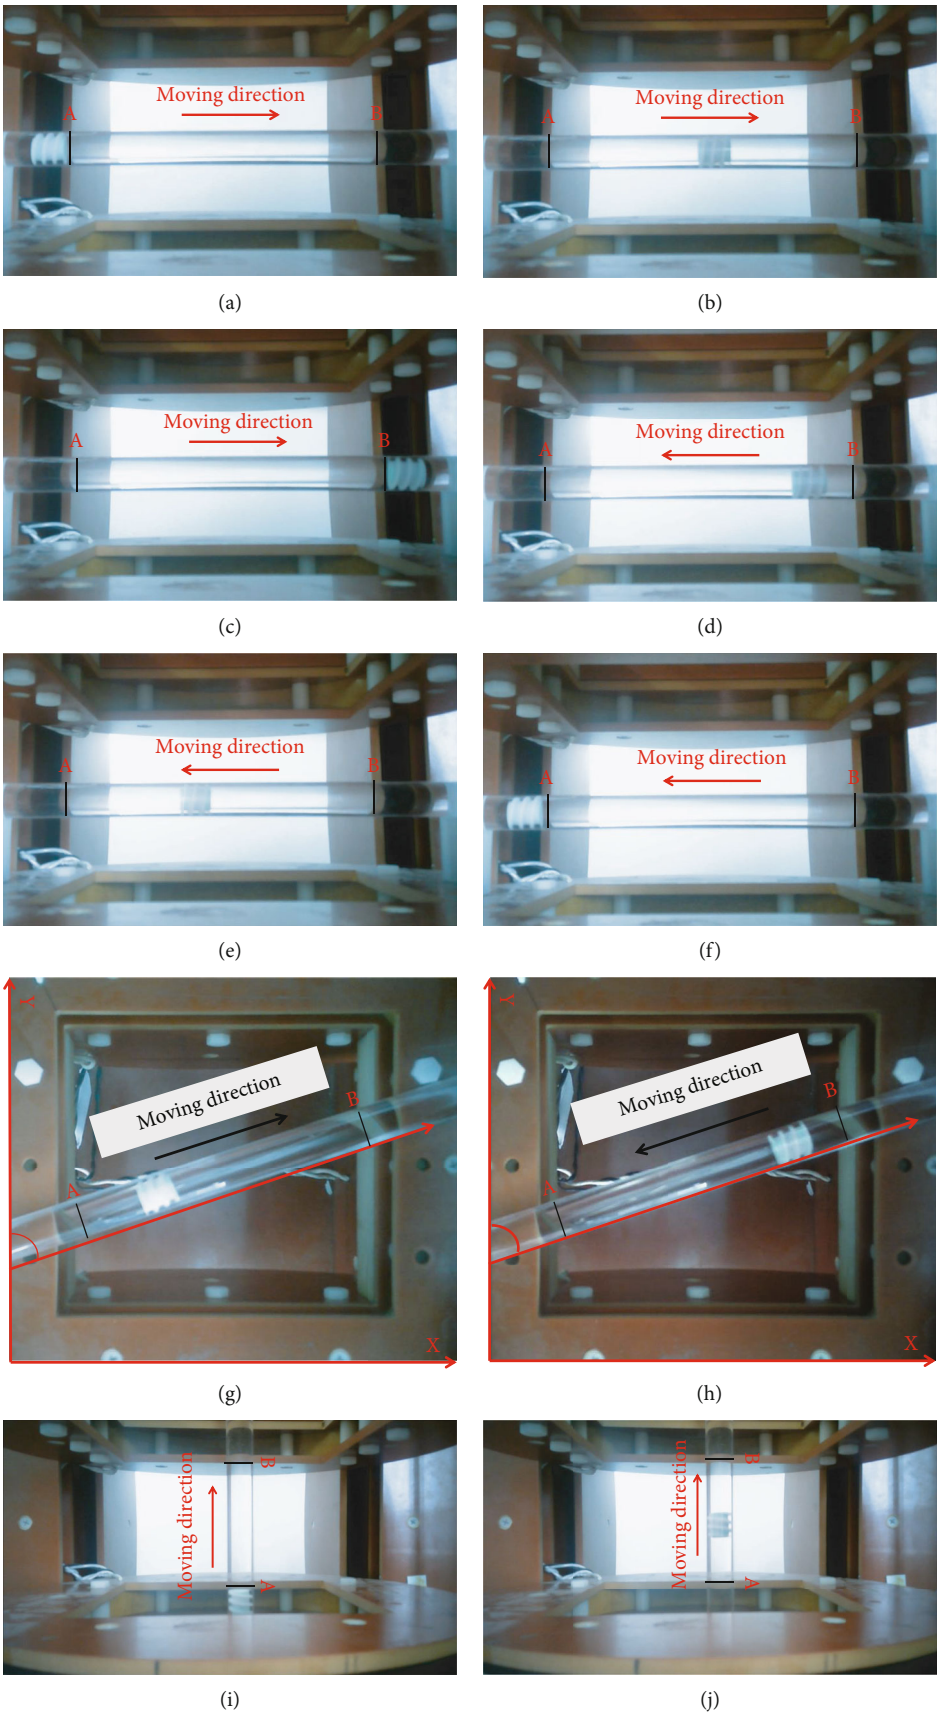 Moving direction
A
B
Moving direction
A
B
(a)
(b)
Moving direction
A
B
Moving direction
A
B
(c)
(d)
Moving direction
A
B
Moving direction
A
B
(e)
(f)
Y
Moving direction
B
A
X
Y
Moving direction
B
A
X
(g)
(h)
Moving direction
B
A
Moving direction
B
A
(i)
(j)